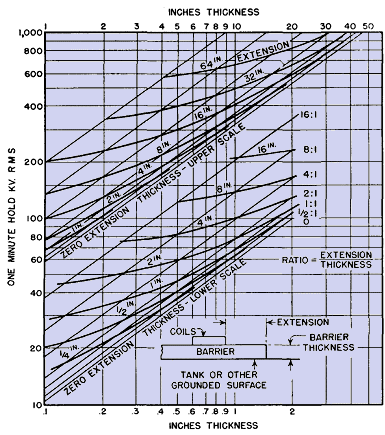 INCHES THICKNESS
.1 .2 .3 .4 .5 .6 .7 .8 .9 10 20 30 40 50
1,000
800
600
400
200
100
80
60
40
20
10
ONE MINUTE HOLD KV RMS
64 IN.
EXTENSION
32 IN.
16 IN.
8 IN.
4 IN.
2 IN.
1 IN.
ZERO EXTENSION
THICKNESS - UPPER SCALE
16 IN.
8 IN.
4 IN.
2 IN.
1 IN.
1/2 IN.
1/4 IN.
ZERO EXTENSION
THICKNESS - LOWER SCALE
16:1
8:1
4:1
2:1
1:1
1/2:1
0
RATIO = EXTENSION
THICKNESS
EXTENSION
COILS
BARRIER
BARRIER
THICKNESS
TANK OR OTHER
GROUNDED SURFACE
.1 .2 .3 .4 .5 .6 .7 .8 .9 1 2
INCHES THICKNESS